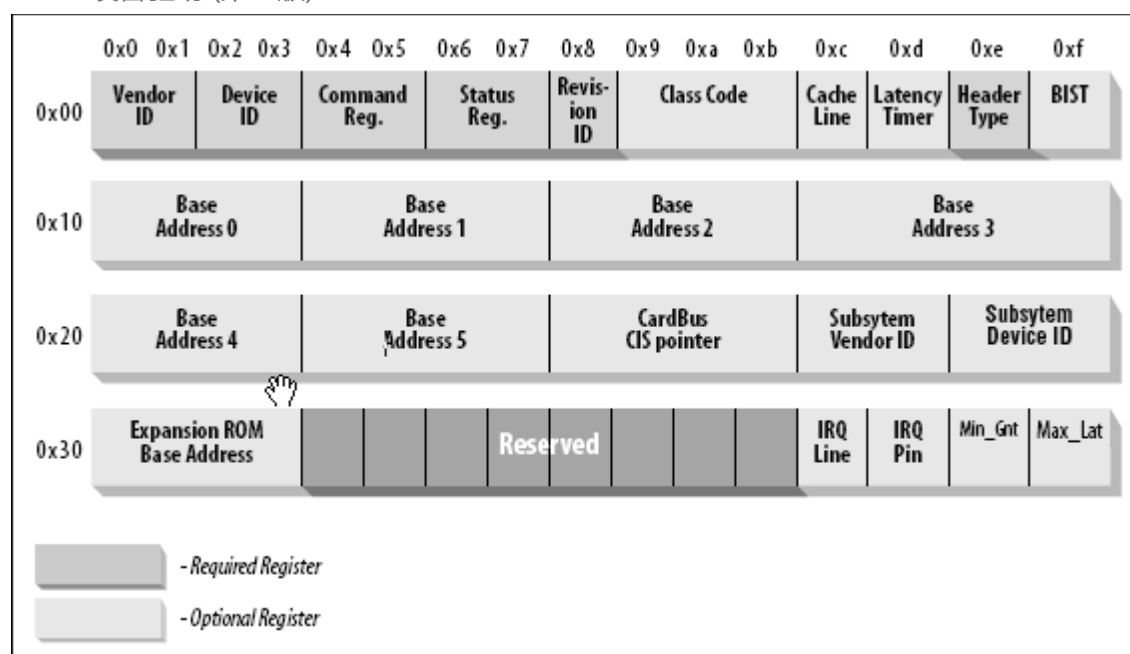 0x0 0x1 0x2 0x3 0x4 0x5 0x6 0x7 0x8 0x9 0xa 0xb 0xc 0xd 0xe 0xf
0x00
Vendor
ID
Device
ID
Command
Reg.
Status
Reg.
Revis-
ion
ID
Class Code
Cache
Line
Latency
Timer
Header
Type
BIST
0x10
Base
Address 0
Base
Address 1
Base
Address 2
Base
Address 3
0x20
Base
Address 4
Base
Address 5
CardBus
CIS pointer
Subsytem
Vendor ID
Subsytem
Device ID
0x30
Expansion ROM
Base Address
Reserved
IRQ
Line
IRQ
Pin
Min_Gnt
Max_Lat
- Required Register
- Optional Register